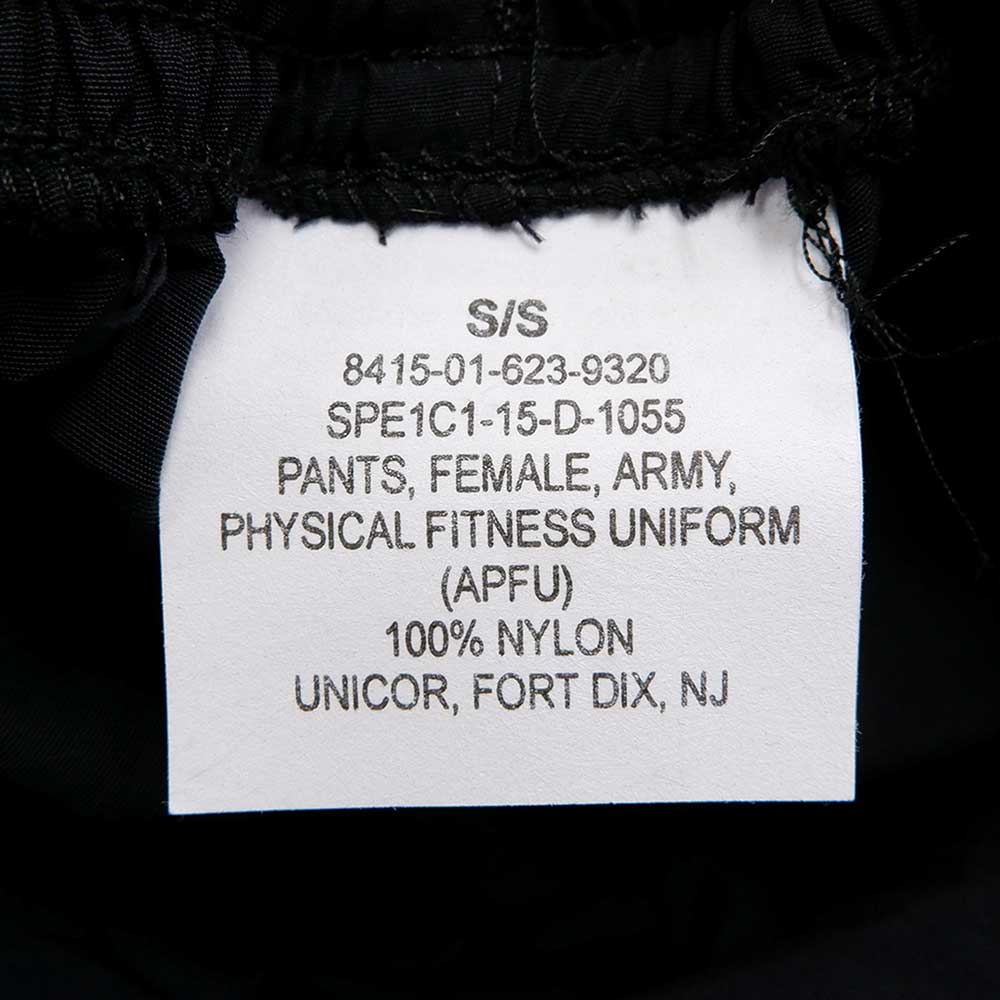 S/S
8415-01-623-9320
SPE1C1-15-D-1055
PANTS, FEMALE, ARMY,
PHYSICAL FITNESS UNIFORM
(APFU)
100% NYLON
UNICOR, FORT DIX, NJ